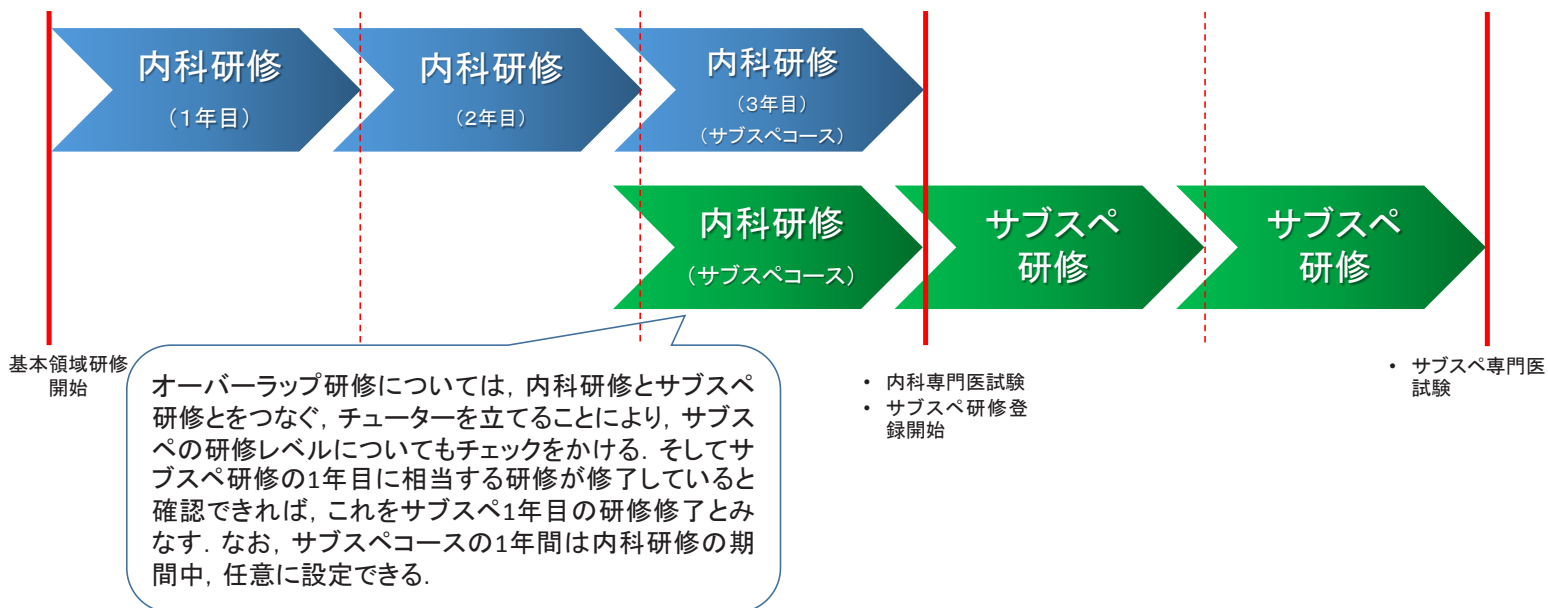 内科研修
（1年目）
内科研修
（2年目）
内科研修
（3年目）
（サブスペコース）
内科研修
（サブスペコース）
サブスペ
研修
サブスペ
研修
基本領域研修
開始
オーバーラップ研修については，内科研修とサブスペ
研修とをつなぐ，チューターを立てることにより，サブス
ペの研修レベルについてもチェックをかける．そしてサ
ブスペ研修の1年目に相当する研修が修了していると
確認できれば，これをサブスペ1年目の研修修了とみ
なす．なお，サブスペコースの1年間は内科研修の期
間中，任意に設定できる．
• 内科専門医試験
• サブスペ研修登
録開始
• サブスペ専門医
試験